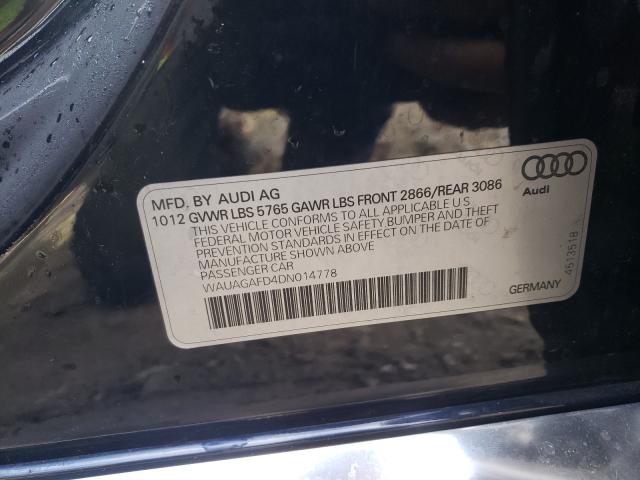 MFD. BY AUDI AG
1012 GVWR LBS 5765 GAWR LBS FRONT 2866/REAR 3086
THIS VEHICLE CONFORMS TO ALL APPLICABLE U S
FEDERAL MOTOR VEHICLE SAFETY BUMPER AND THEFT
PREVENTION STANDARDS IN EFFECT ON THE DATE OF
MANUFACTURE SHOWN ABOVE
PASSENGER CAR
WAUAGAFD4DN014778
Audi
4513518
GERMANY